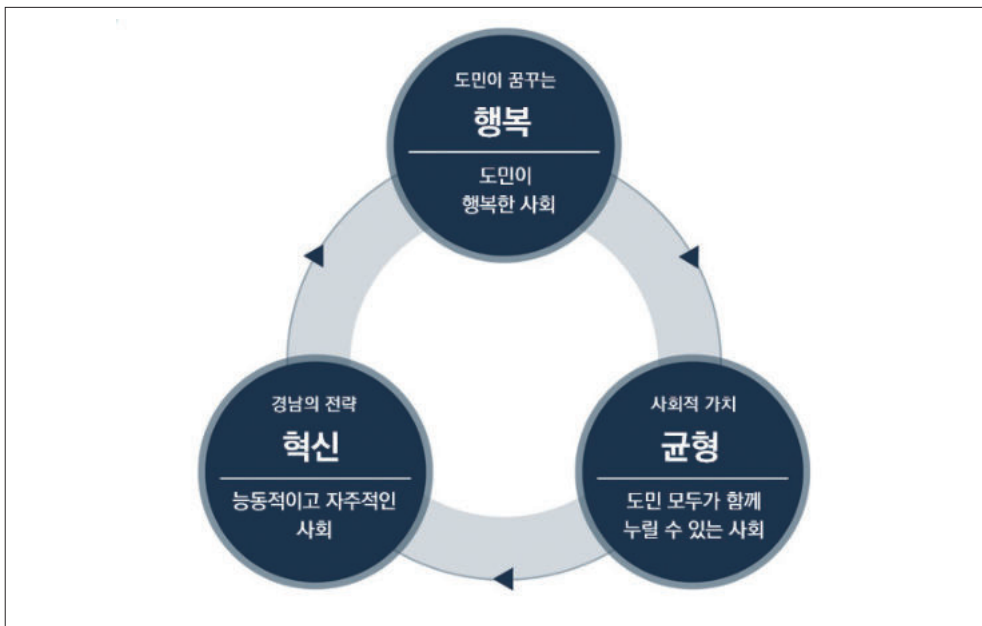 도민이 꿈꾸는
행복
도민이
행복한 사회
경남의 전략
혁신
능동적이고 자주적인
사회
사회적 가치
균형
도민 모두가 함께
누릴 수 있는 사회